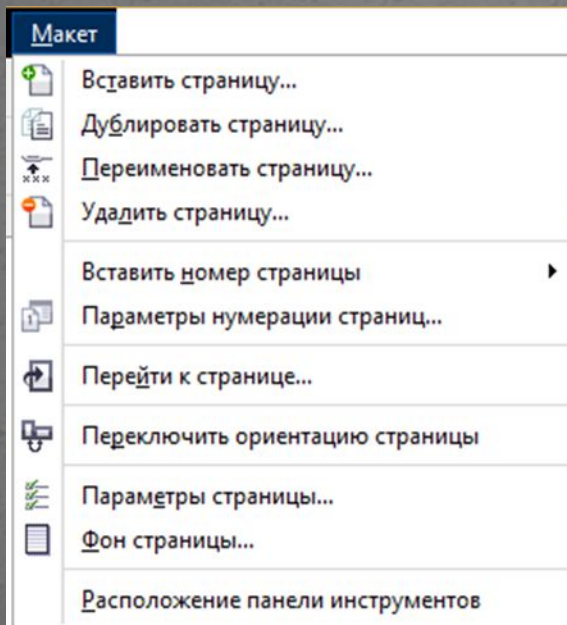 Макет
Вставить страницу...
Дублировать страницу...
Переименовать страницу...
Удалить страницу...
Вставить номер страницы
Параметры нумерации страниц...
Перейти к странице...
Переключить ориентацию страницы
Параметры страницы...
Фон страницы...
Расположение панели инструментов